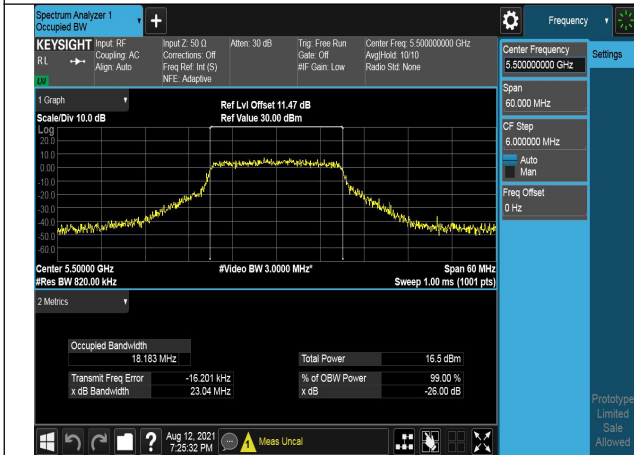 Spectrum Analyzer 1
Occupied BW
Frequency
KEYSIGHT
RL
LXI
Input: RF
Coupling: AC
Align: Auto
Input Z: 50 Ω
Corrections: Off
Freq Ref: Int (S)
NFE: Adaptive
Atten: 30 dB
Trig: Free Run
Gate: Off
#IF Gain: Low
Center Freq: 5.500000000 GHz
Avg|Hold: 10/10
Radio Std: None
1 Graph
Scale/Div 10.0 dB
Ref Lvl Offset 11.47 dB
Ref Value 30.00 dBm
Log
20.0
10.0
0.00
-10.0
-20.0
-30.0
-40.0
-50.0
-60.0
Center 5.50000 GHz
#Res BW 820.00 kHz
#Video BW 3.0000 MHz*
Span 60 MHz
Sweep 1.00 ms (1001 pts)
2 Metrics
Occupied Bandwidth
18.183 MHz
Total Power 16.5 dBm
Transmit Freq Error -16.201 kHz
% of OBW Power 99.00 %
x dB Bandwidth 23.04 MHz
x dB -26.00 dB
Center Frequency
5.500000000 GHz
Settings
Span
60.000 MHz
CF Step
6.000000 MHz
Auto
Man
Freq Offset
0 Hz
Prototype
Limited
Sale
Allowed
?
Aug 12, 2021
7:25:32 PM
Meas Uncal